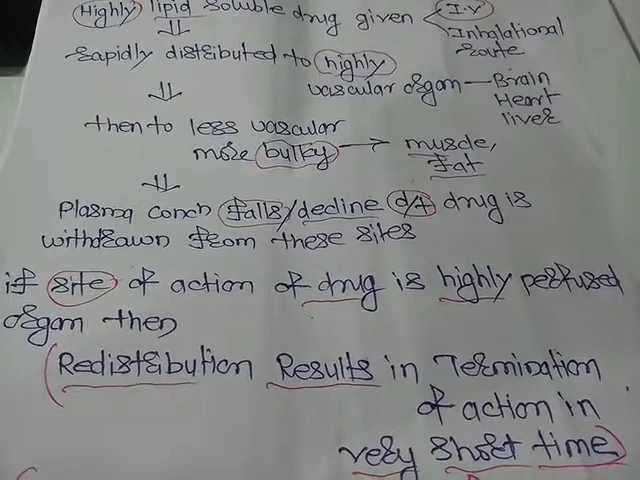 Highly lipid soluble drug given I.V
Inhalational
route
rapidly distributed to highly
vascular organ — Brain
Heart
liver
then to less vascular
more bulky → muscle,
fat
Plasma concn falls/decline d/t drug is
withdrawn from these sites
if site of action of drug is highly perfused
organ then
(Redistribution Results in Termination
of action in
very short time)